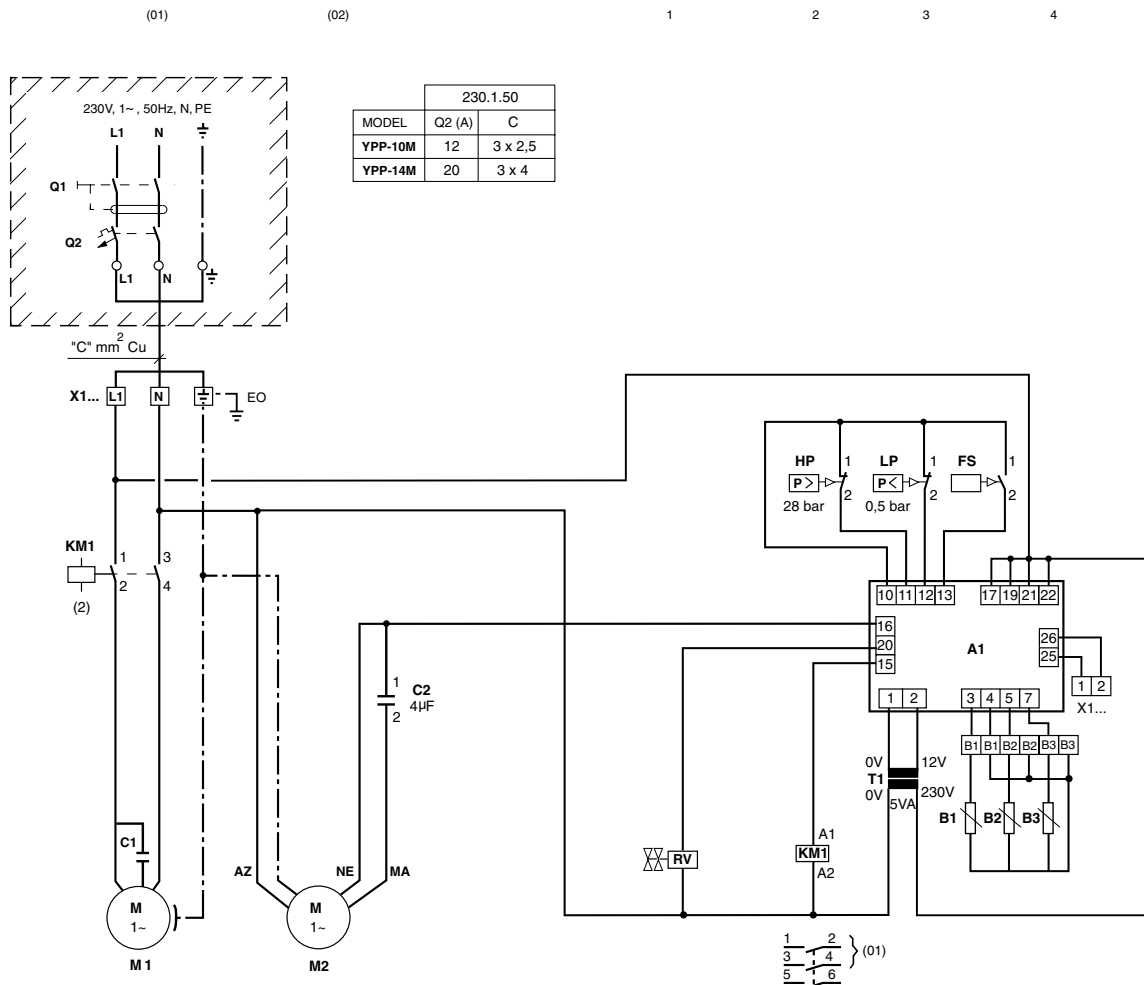 (01) (02) 1 2 3 4
230V, 1~ , 50Hz, N, PE
L1 N
Q1
Q2
L1 N
230.1.50
MODEL Q2 (A) C
YPP-10M 12 3 x 2,5
YPP-14M 20 3 x 4
"C" mm2 Cu
X1... L1 N EO
HP 1 LP 1 FS 1
P > 2 P < 2 2
28 bar 0,5 bar
KM1 1 3
2 4
(2)
10 11 12 13 17 19 21 22
16
20
15
A1
26
25
1 2
X1...
1 2 3 4 5 7
C2 1
4µF 2
B1 B1 B2 B2 B3 B3
0V 12V
T1
0V 230V
5VA
B1 B2 B3
C1
AZ NE MA
RV
A1
KM1
A2
M
1~
M
1~
M 1 M2
1 2
3 4 (01)
5 6